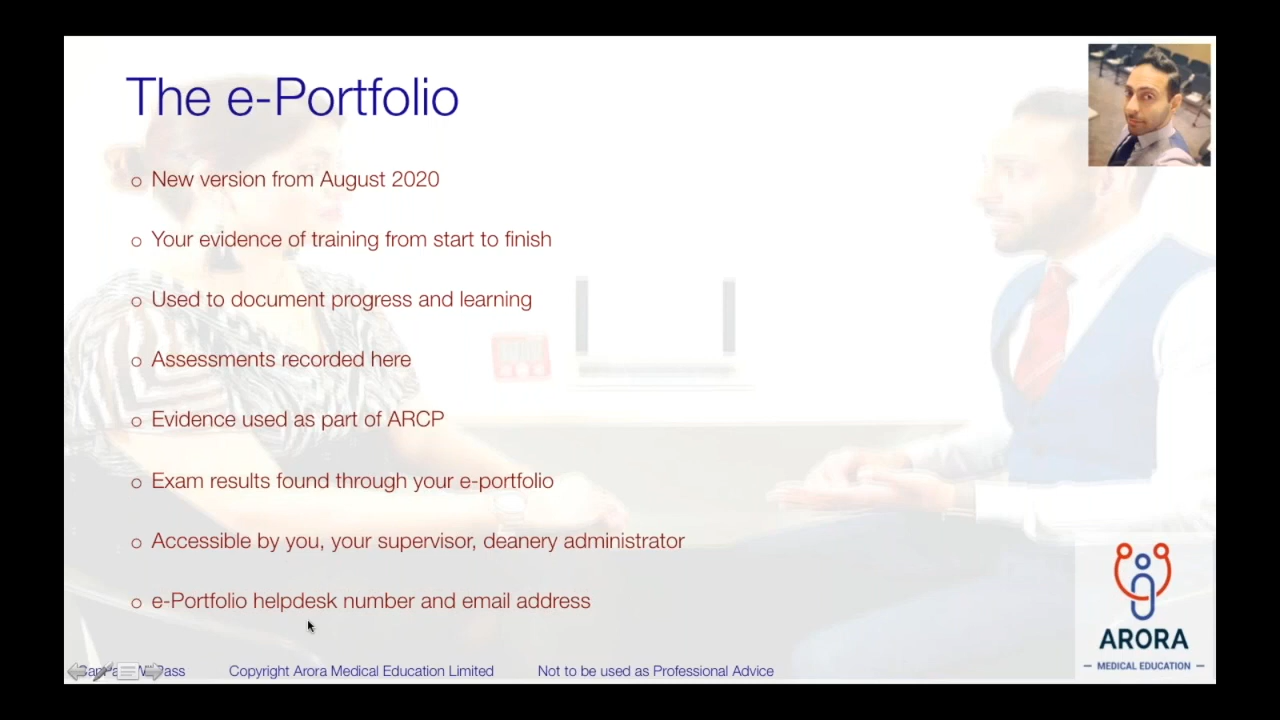 The e-Portfolio
New version from August 2020
Your evidence of training from start to finish
Used to document progress and learning
Assessments recorded here
Evidence used as part of ARCP
Exam results found through your e-portfolio
Accessible by you, your supervisor, deanery administrator
e-Portfolio helpdesk number and email address
Copyright Arora Medical Education Limited
Not to be used as Professional Advice
ARORA
MEDICAL EDUCATION